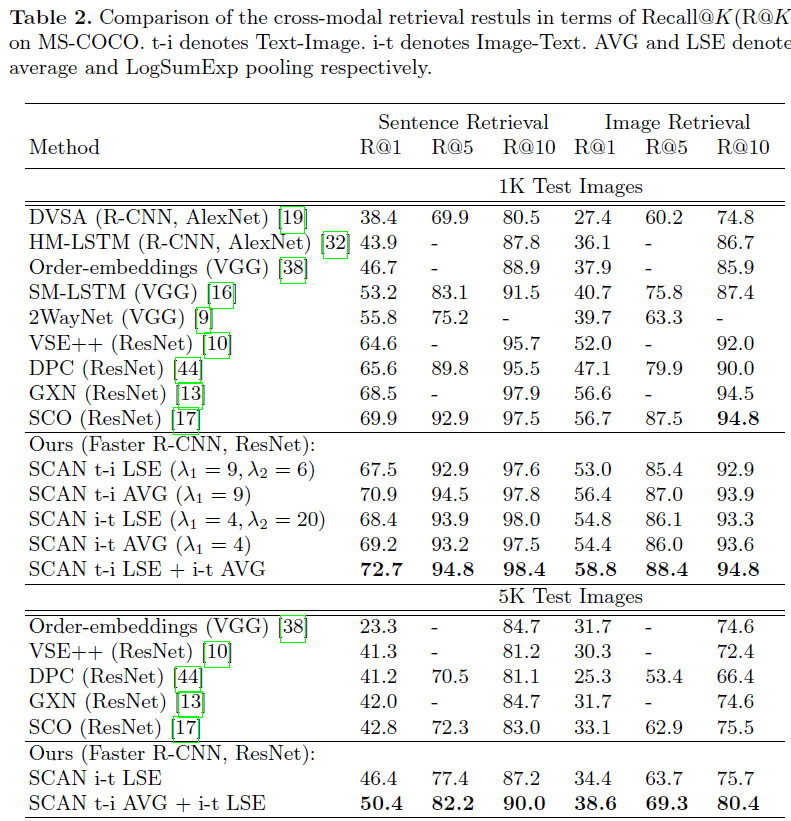 Table 2. Comparison of the cross-modal retrieval restuls in terms of Recall@K(R@K
on MS-COCO. t-i denotes Text-Image. i-t denotes Image-Text. AVG and LSE denote
average and LogSumExp pooling respectively.
Sentence Retrieval Image Retrieval
Method R@1 R@5 R@10 R@1 R@5 R@10
1K Test Images
DVSA (R-CNN, AlexNet) [19] 38.4 69.9 80.5 27.4 60.2 74.8
HM-LSTM (R-CNN, AlexNet) [32] 43.9 - 87.8 36.1 - 86.7
Order-embeddings (VGG) [38] 46.7 - 88.9 37.9 - 85.9
SM-LSTM (VGG) [16] 53.2 83.1 91.5 40.7 75.8 87.4
2WayNet (VGG) [9] 55.8 75.2 - 39.7 63.3 -
VSE++ (ResNet) [10] 64.6 - 95.7 52.0 - 92.0
DPC (ResNet) [44] 65.6 89.8 95.5 47.1 79.9 90.0
GXN (ResNet) [13] 68.5 - 97.9 56.6 - 94.5
SCO (ResNet) [17] 69.9 92.9 97.5 56.7 87.5 94.8
Ours (Faster R-CNN, ResNet):
SCAN t-i LSE (λ₁ = 9, λ₂ = 6) 67.5 92.9 97.6 53.0 85.4 92.9
SCAN t-i AVG (λ₁ = 9) 70.9 94.5 97.8 56.4 87.0 93.9
SCAN i-t LSE (λ₁ = 4, λ₂ = 20) 68.4 93.9 98.0 54.8 86.1 93.3
SCAN i-t AVG (λ₁ = 4) 69.2 93.2 97.5 54.4 86.0 93.6
SCAN t-i LSE + i-t AVG 72.7 94.8 98.4 58.8 88.4 94.8
5K Test Images
Order-embeddings (VGG) [38] 23.3 - 84.7 31.7 - 74.6
VSE++ (ResNet) [10] 41.3 - 81.2 30.3 - 72.4
DPC (ResNet) [44] 41.2 70.5 81.1 25.3 53.4 66.4
GXN (ResNet) [13] 42.0 - 84.7 31.7 - 74.6
SCO (ResNet) [17] 42.8 72.3 83.0 33.1 62.9 75.5
Ours (Faster R-CNN, ResNet):
SCAN i-t LSE 46.4 77.4 87.2 34.4 63.7 75.7
SCAN t-i AVG + i-t LSE 50.4 82.2 90.0 38.6 69.3 80.4